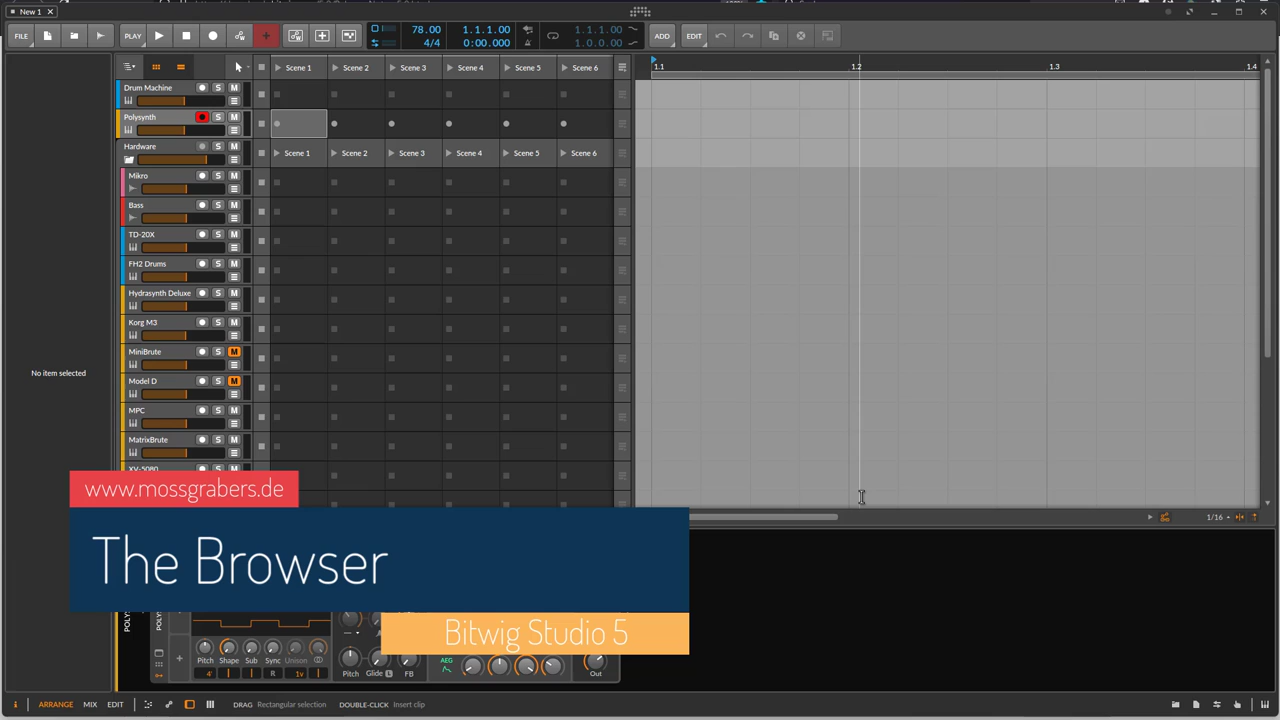 New 1
FILE
PLAY
78.00
4/4
1.1.1.00
0:00.000
1.1.1.00
1.0.0.00
ADD
EDIT
Scene 1
Scene 2
Scene 3
Scene 4
Scene 5
Scene 6
1.1
1.2
1.3
1.4
Drum Machine
S M
Polysynth
S M
Hardware
S M
Scene 1
Scene 2
Scene 3
Scene 4
Scene 5
Scene 6
Mikro
S M
Bass
S M
TD-20X
S M
FH2 Drums
S M
Hydrasynth Deluxe
S M
Korg M3
S M
MiniBrute
S M
No item selected
Model D
S M
MPC
S M
MatrixBrute
S M
XV-5080
www.mossgrabers.de
1/16
The Browser
Bitwig Studio 5
Pitch
Shape
Sub
Sync
Unison
4'
R
1v
Pitch
Glide
L
FB
AEG
Out
i
ARRANGE
MIX
EDIT
DRAG Rectangular selection
DOUBLE-CLICK Insert clip